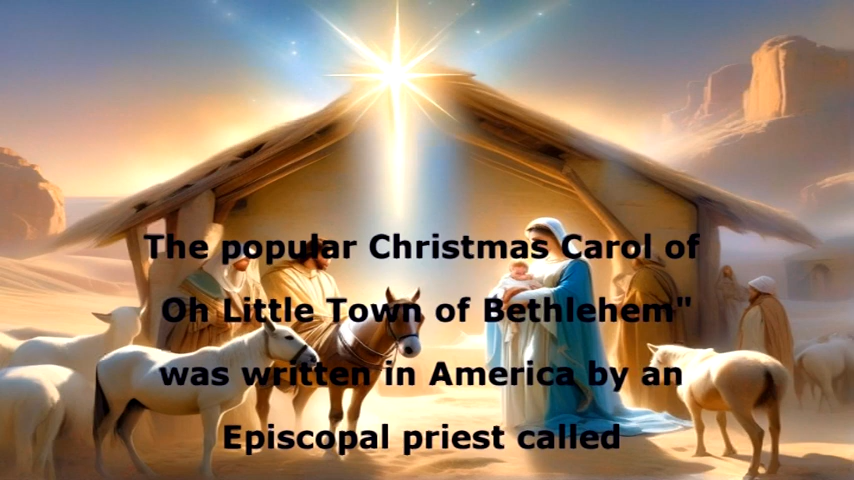 The popular Christmas Carol of
Oh Little Town of Bethlehem"
was written in America by an
Episcopal priest called